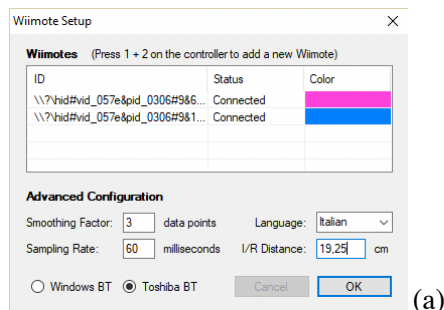 Wiimote Setup
Wiimotes (Press 1 + 2 on the controller to add a new Wiimote)
ID Status Color
\\?\hid#vid_057e&pid_0306#9&6... Connected
\\?\hid#vid_057e&pid_0306#9&1... Connected
Advanced Configuration
Smoothing Factor: 3 data points Language: Italian
Sampling Rate: 60 milliseconds I/R Distance: 19,25 cm
Windows BT Toshiba BT Cancel OK
(a)